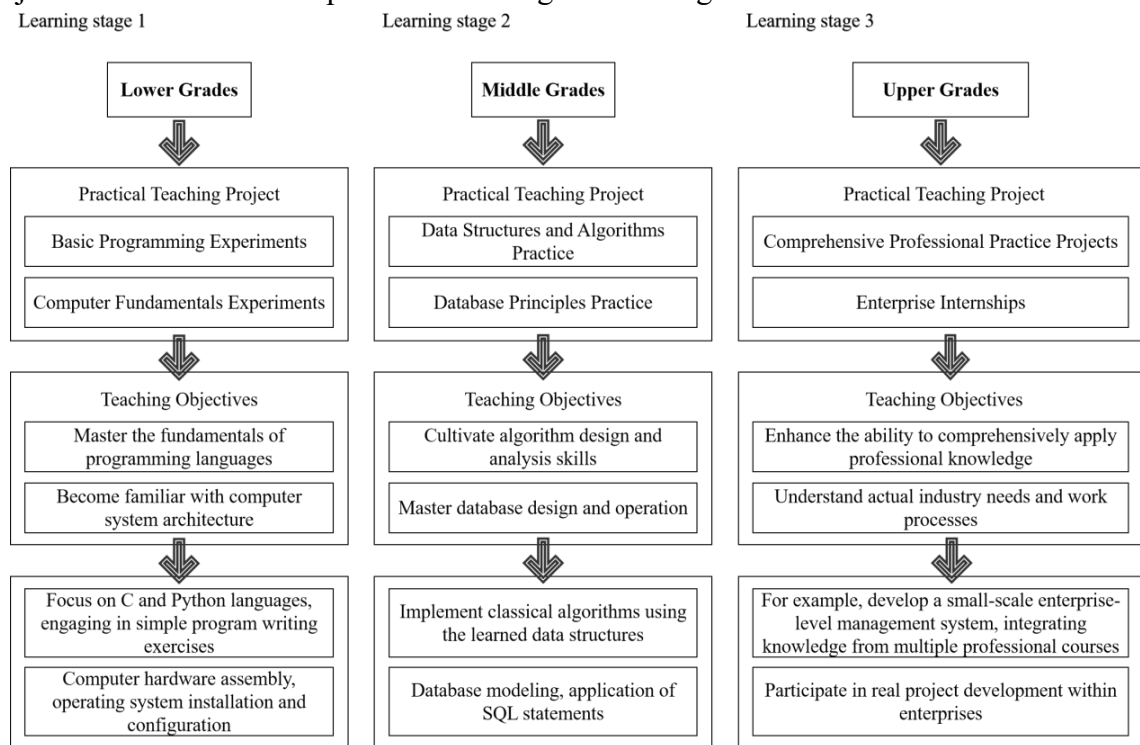 Learning stage 1
Learning stage 2
Learning stage 3
Lower Grades
Middle Grades
Upper Grades
Practical Teaching Project
Basic Programming Experiments
Computer Fundamentals Experiments
Practical Teaching Project
Data Structures and Algorithms
Practice
Database Principles Practice
Practical Teaching Project
Comprehensive Professional Practice Projects
Enterprise Internships
Teaching Objectives
Master the fundamentals of
programming languages
Become familiar with computer
system architecture
Teaching Objectives
Cultivate algorithm design and
analysis skills
Master database design and operation
Teaching Objectives
Enhance the ability to comprehensively apply
professional knowledge
Understand actual industry needs and work
processes
Focus on C and Python languages,
engaging in simple program writing
exercises
Computer hardware assembly,
operating system installation and
configuration
Implement classical algorithms using
the learned data structures
Database modeling, application of
SQL statements
For example, develop a small-scale enterprise-
level management system, integrating
knowledge from multiple professional courses
Participate in real project development within
enterprises